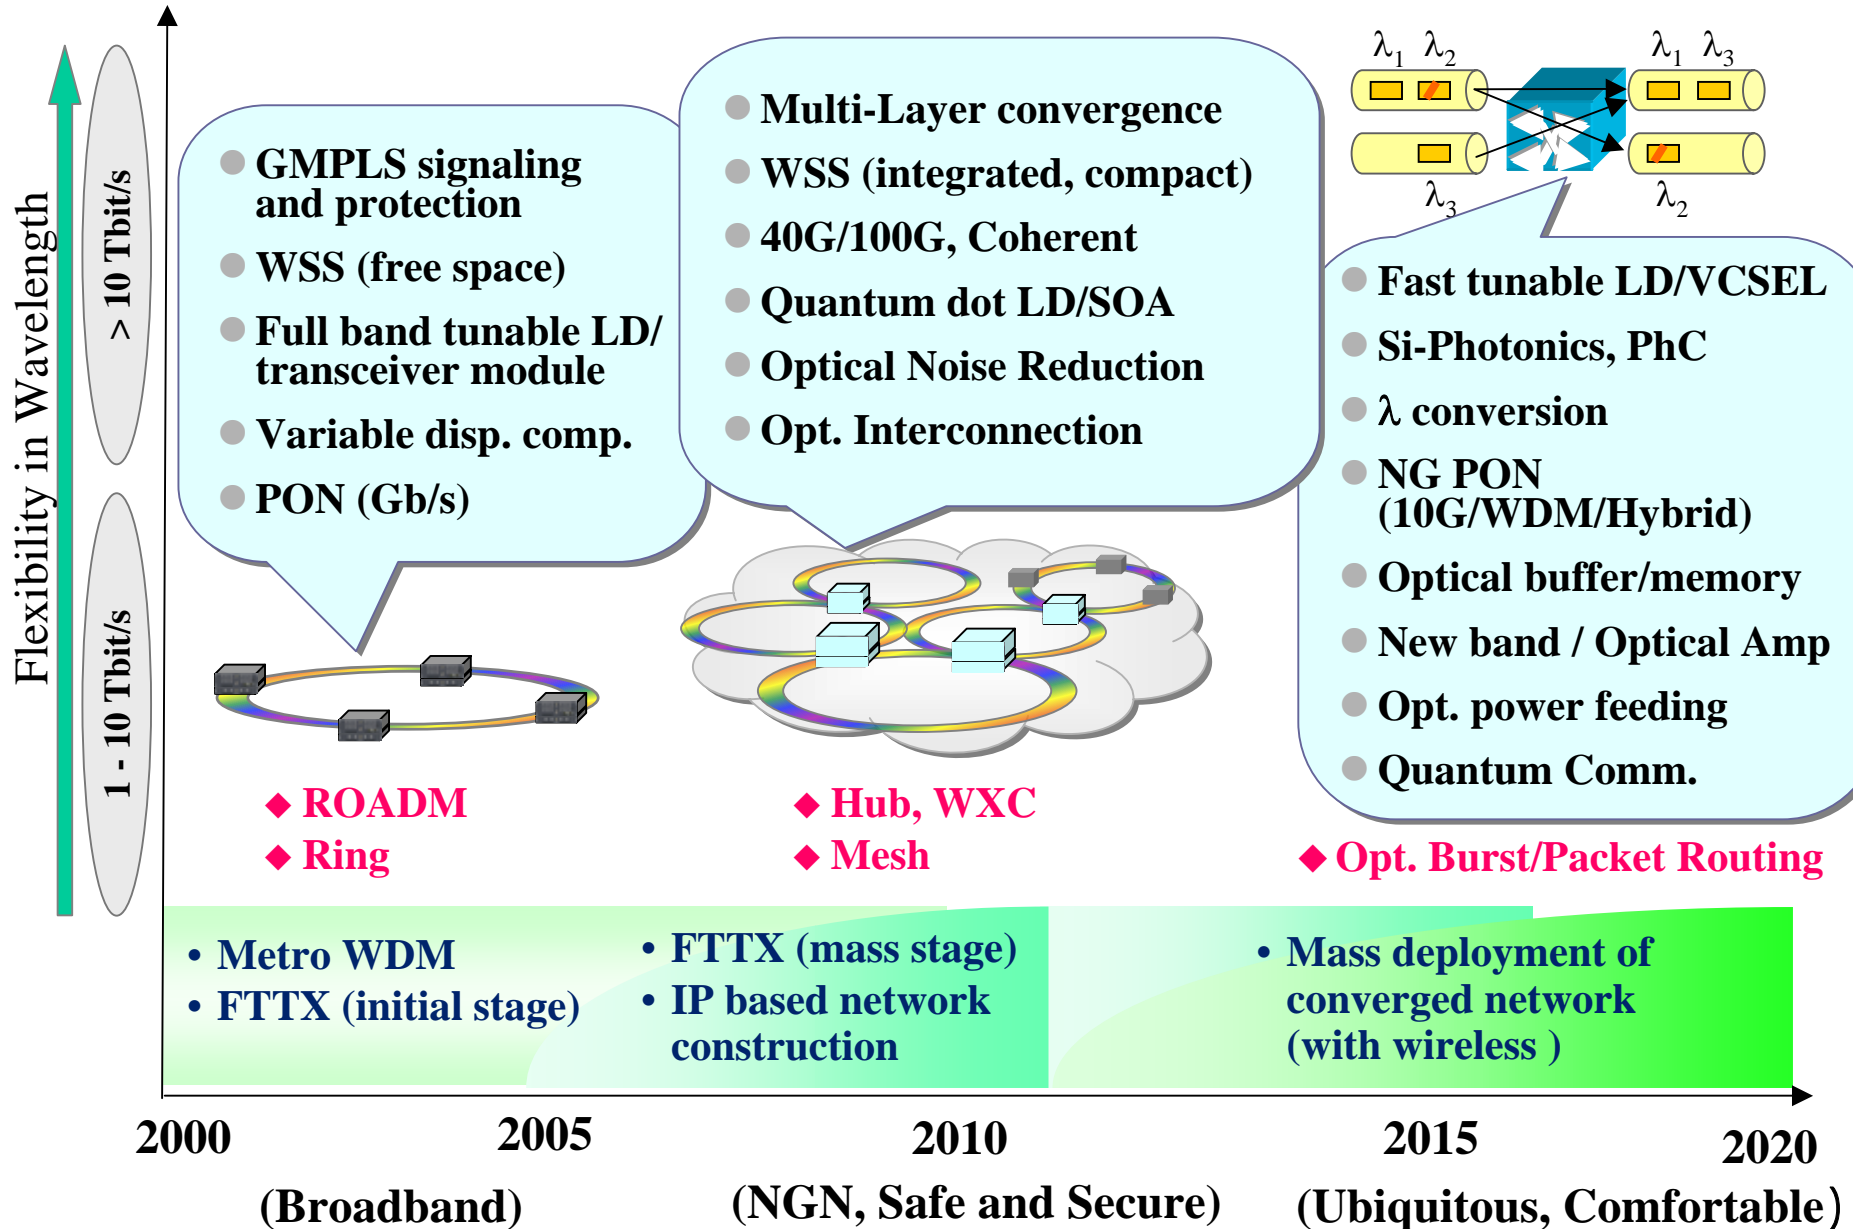 Flexibility in Wavelength
> 10 Tbit/s
1 - 10 Tbit/s
● GMPLS signaling
and protection
● WSS (free space)
● Full band tunable LD/
transceiver module
● Variable disp. comp.
● PON (Gb/s)
● Multi-Layer convergence
● WSS (integrated, compact)
● 40G/100G, Coherent
● Quantum dot LD/SOA
● Optical Noise Reduction
● Opt. Interconnection
λ1 λ2
λ1 λ3
λ3
λ2
● Fast tunable LD/VCSEL
● Si-Photonics, PhC
● λ conversion
● NG PON
(10G/WDM/Hybrid)
● Optical buffer/memory
● New band / Optical Amp
● Opt. power feeding
● Quantum Comm.
◆ ROADM
◆ Ring
◆ Hub, WXC
◆ Mesh
◆ Opt. Burst/Packet Routing
• Metro WDM
• FTTX (initial stage)
• FTTX (mass stage)
• IP based network
construction
• Mass deployment of
converged network
(with wireless )
2000 2005 2010 2015 2020
(Broadband) (NGN, Safe and Secure) (Ubiquitous, Comfortable)